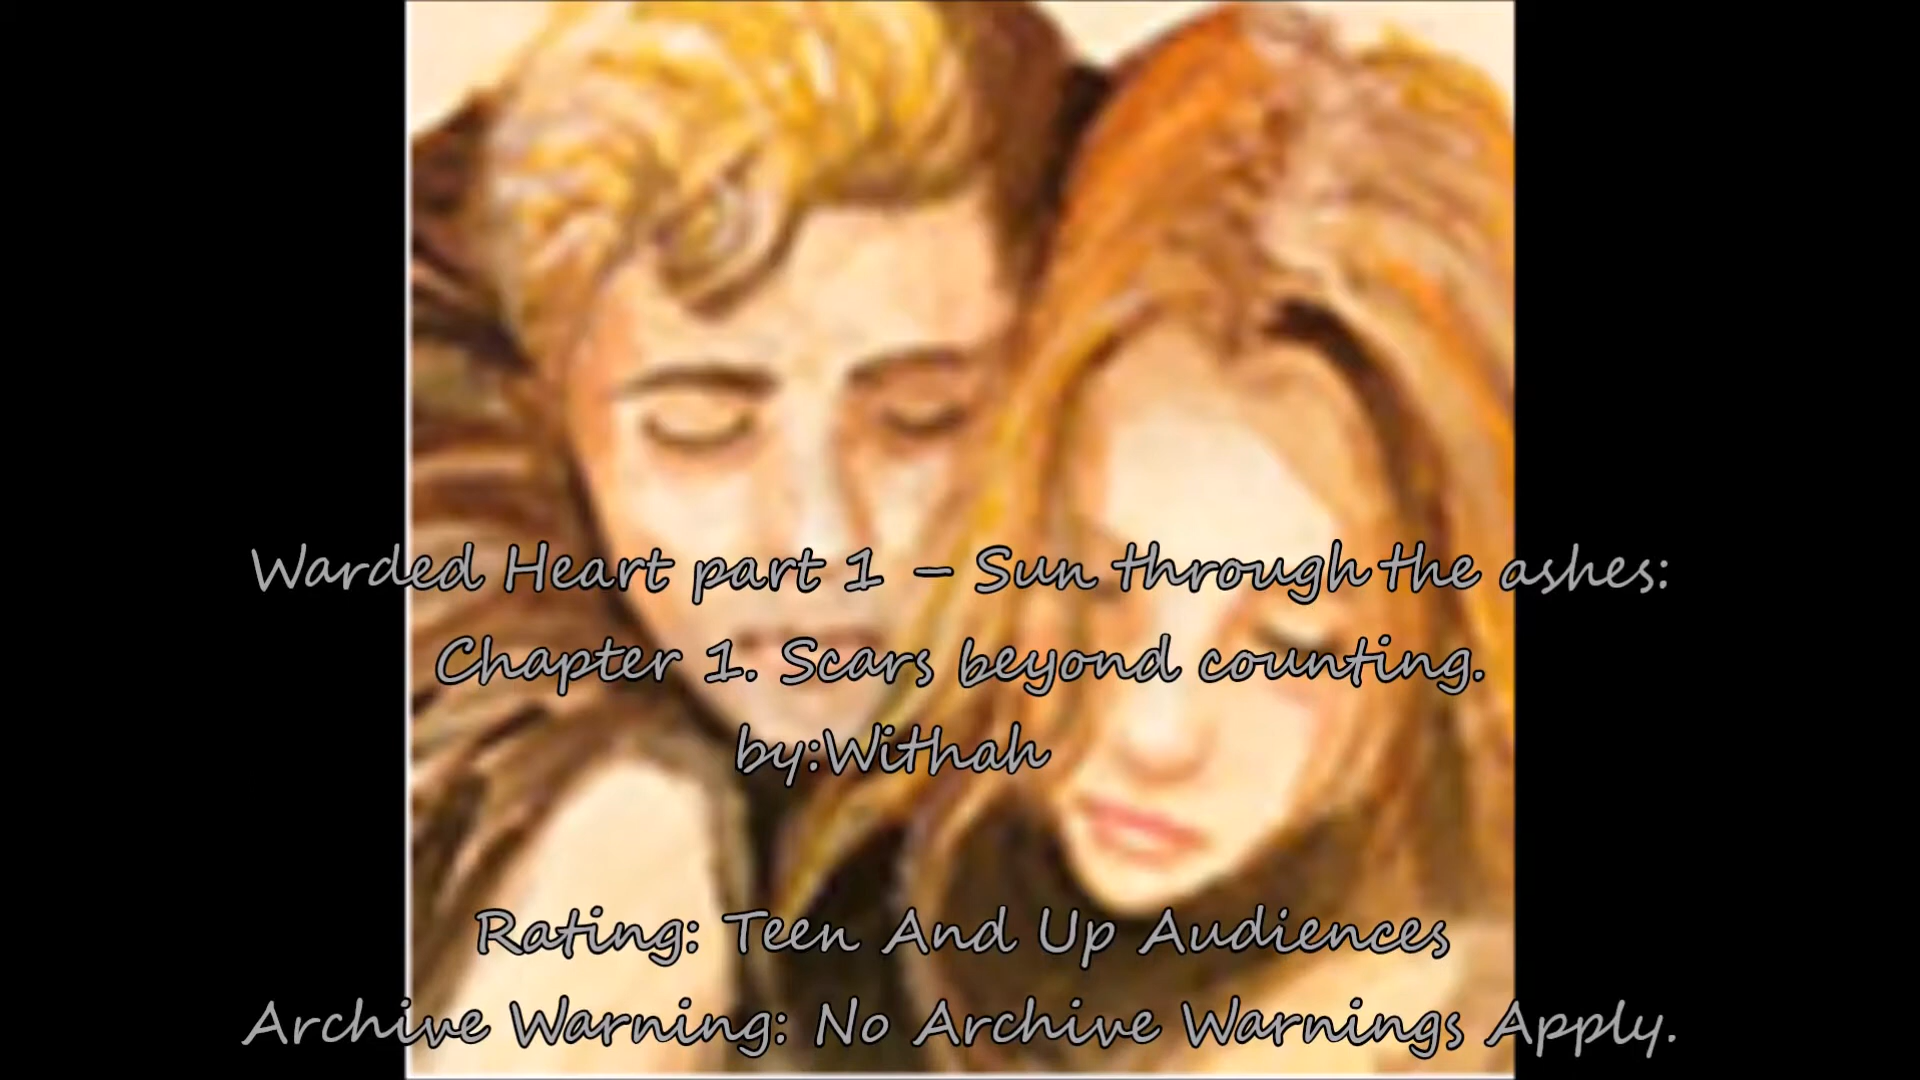 Warded Heart part 1 – Sun through the ashes:
Chapter 1. Scars beyond counting.
by:Withah
Rating: Teen And Up Audiences
Archive Warning: No Archive Warnings Apply.